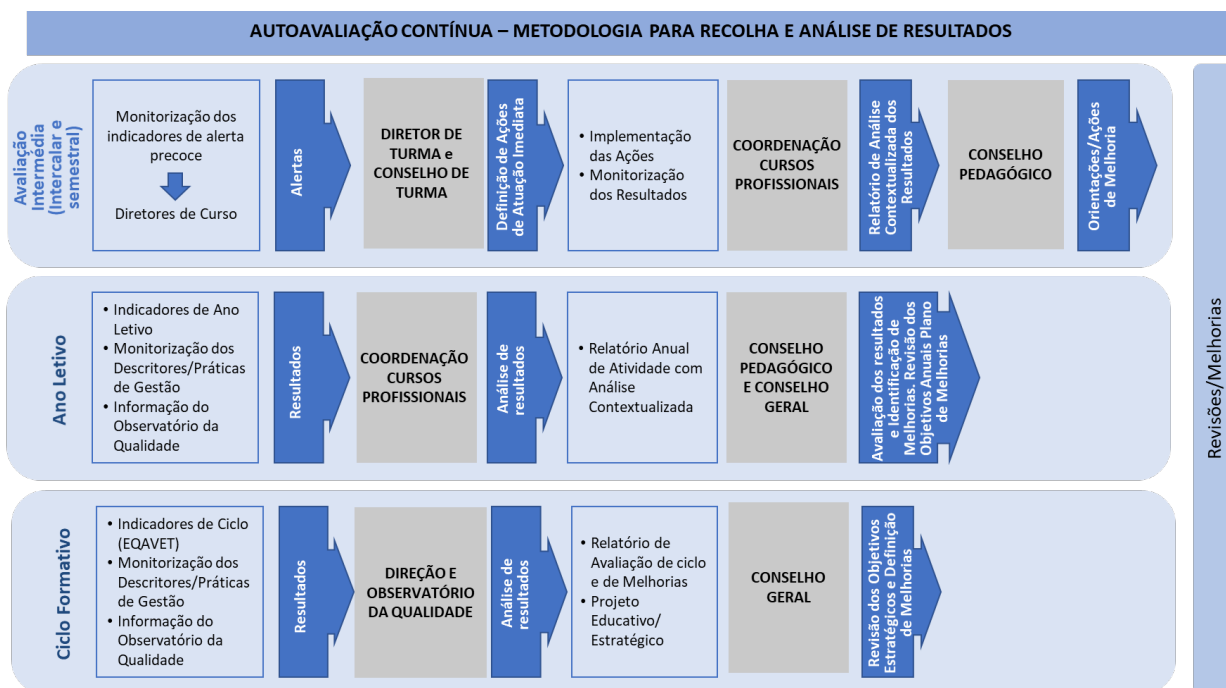 AUTOAVALIAÇÃO CONTÍNUA – METODOLOGIA PARA RECOLHA E ANÁLISE DE RESULTADOS
Avaliação
Intermédia
(Intercalar e
semestral)
Monitorização dos
indicadores de alerta
precoce
Diretores de Curso
Alertas
DIRETOR DE
TURMA e
CONSELHO DE
TURMA
Definição de Ações
de Atuação Imediata
• Implementação
das Ações
• Monitorização
dos Resultados
COORDENAÇÃO
CURSOS
PROFISSIONAIS
Relatório de Análise
Contextualizada dos
Resultados
CONSELHO
PEDAGÓGICO
Orientações/Ações
de Melhoria
Ano Letivo
• Indicadores de Ano
Letivo
• Monitorização dos
Descritores/Práticas
de Gestão
• Informação do
Observatório da
Qualidade
Resultados
COORDENAÇÃO
CURSOS
PROFISSIONAIS
Análise de
resultados
• Relatório Anual
de Atividade com
Análise
Contextualizada
CONSELHO
PEDAGÓGICO
E CONSELHO
GERAL
Avaliação dos resultados
e Identificação de
Melhorias. Revisão dos
Objetivos Anuais Plano
de Melhorias
Ciclo Formativo
• Indicadores de Ciclo
(EQAVET)
• Monitorização dos
Descritores/Práticas
de Gestão
• Informação do
Observatório da
Qualidade
Resultados
DIREÇÃO E
OBSERVATÓRIO
DA QUALIDADE
Análise de
resultados
• Relatório de
Avaliação de ciclo
e de Melhorias
• Projeto
Educativo/
Estratégico
CONSELHO
GERAL
Revisão dos Objetivos
Estratégicos e Definição
de Melhorias
Revisões/Melhorias